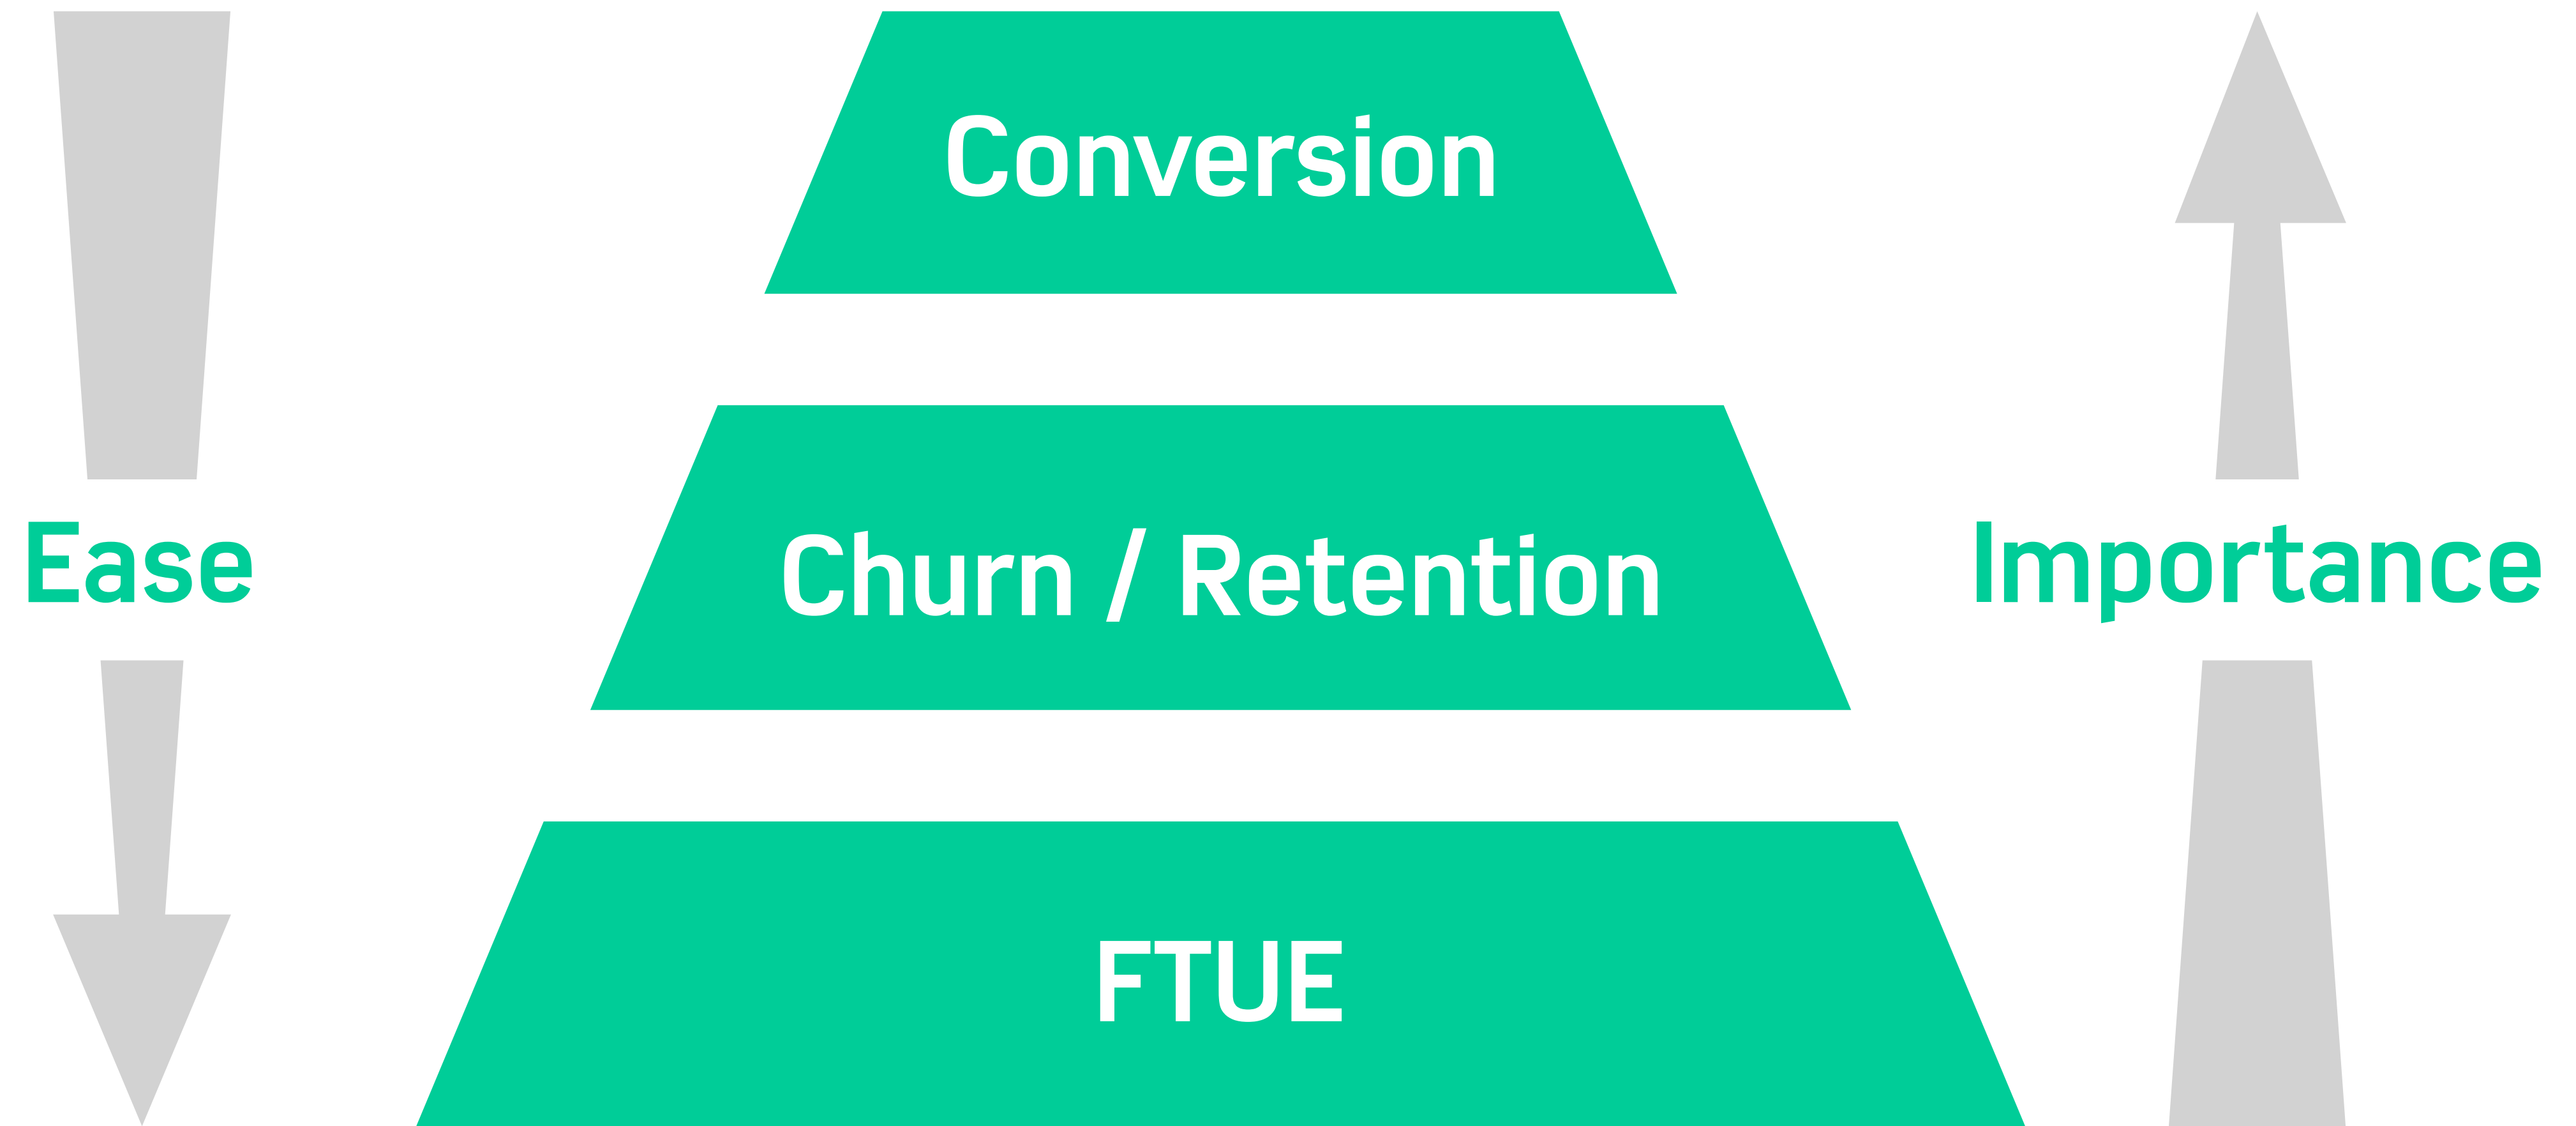 Conversion
Ease
Churn / Retention
Importance
FTUE